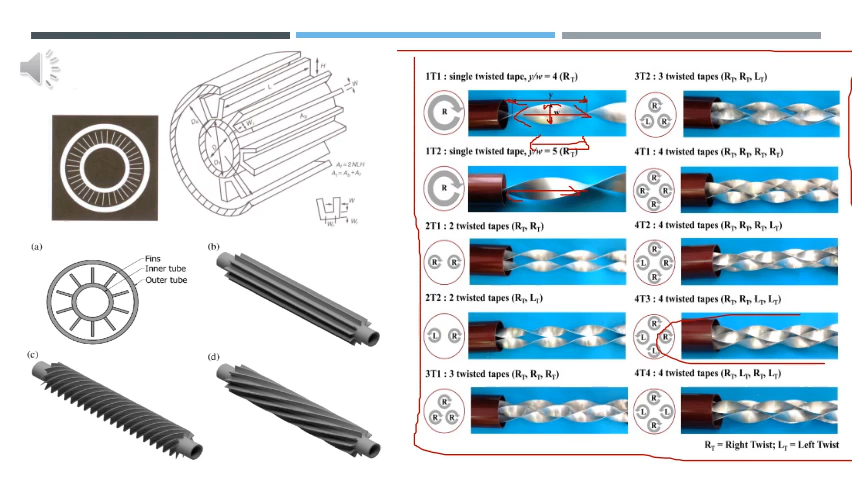 H
L
W
Dₑ
W
A₀
Dᵢ
A_f = 2NLH
(a)
Fins
Inner tube
Outer tube
(b)
(c)
(d)
1T1 : single twisted tape, y/w = 4 (R_T)
R
y
w
1T2 : single twisted tape, y/w = 5 (R_T)
R
2T1 : 2 twisted tapes (R_T, R_T)
R R
2T2 : 2 twisted tapes (R_T, L_T)
L R
3T1 : 3 twisted tapes (R_T, R_T, R_T)
R
R R
3T2 : 3 twisted tapes (R_T, R_T, L_T)
R
L R
4T1 : 4 twisted tapes (R_T, R_T, R_T, R_T)
R
R R
R
4T2 : 4 twisted tapes (R_T, R_T, R_T, L_T)
R
L R
R
4T3 : 4 twisted tapes (R_T, R_T, L_T, L_T)
R
L R
L
4T4 : 4 twisted tapes (R_T, L_T, R_T, L_T)
R
L L
R
R_T = Right Twist; L_T = Left Twist